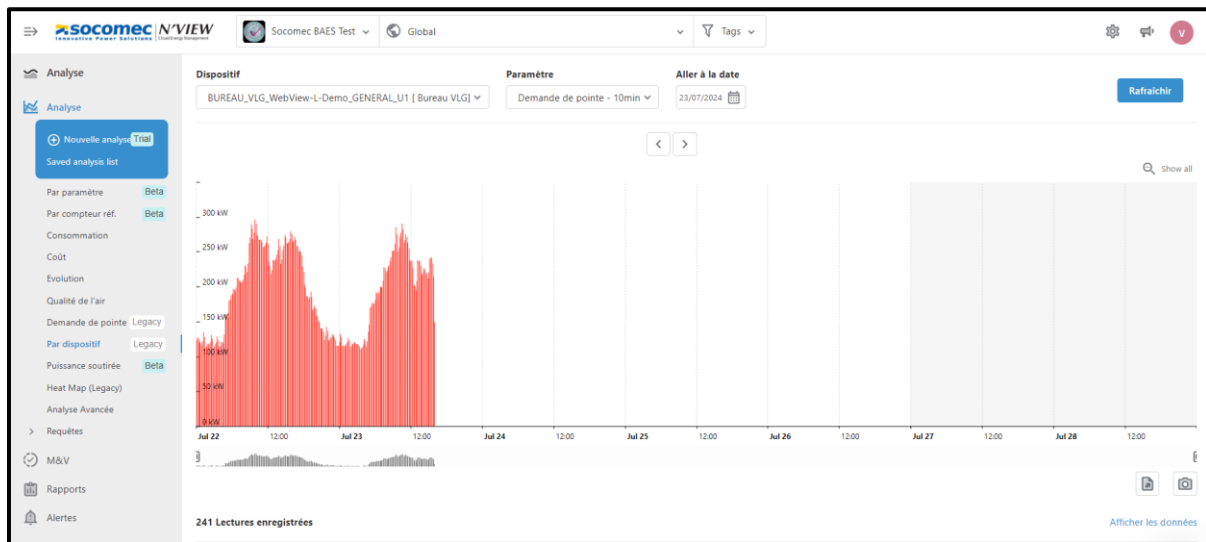 socomec N'VIEW
Innovative Power Solutions Cloud Energy Management
Socomec BAES Test
Global
Tags
V
Analyse
Analyse
Nouvelle analyse Trial
Saved analysis list
Par paramètre Beta
Par compteur réf. Beta
Consommation
Coût
Evolution
Qualité de l'air
Demande de pointe Legacy
Par dispositif Legacy
Puissance soutirée Beta
Heat Map (Legacy)
Analyse Avancée
Requêtes
M&V
Rapports
Alertes
Dispositif
BUREAU_VLG_WebView-L-Demo_GENERAL_U1 [ Bureau VLG]
Paramètre
Demande de pointe - 10min
Aller à la date
23/07/2024
Rafraîchir
Show all
300 kW
250 kW
200 kW
150 kW
100 kW
50 kW
0 kW
Jul 22 12:00 Jul 23 12:00 Jul 24 12:00 Jul 25 12:00 Jul 26 12:00 Jul 27 12:00 Jul 28 12:00
241 Lectures enregistrées
Afficher les données